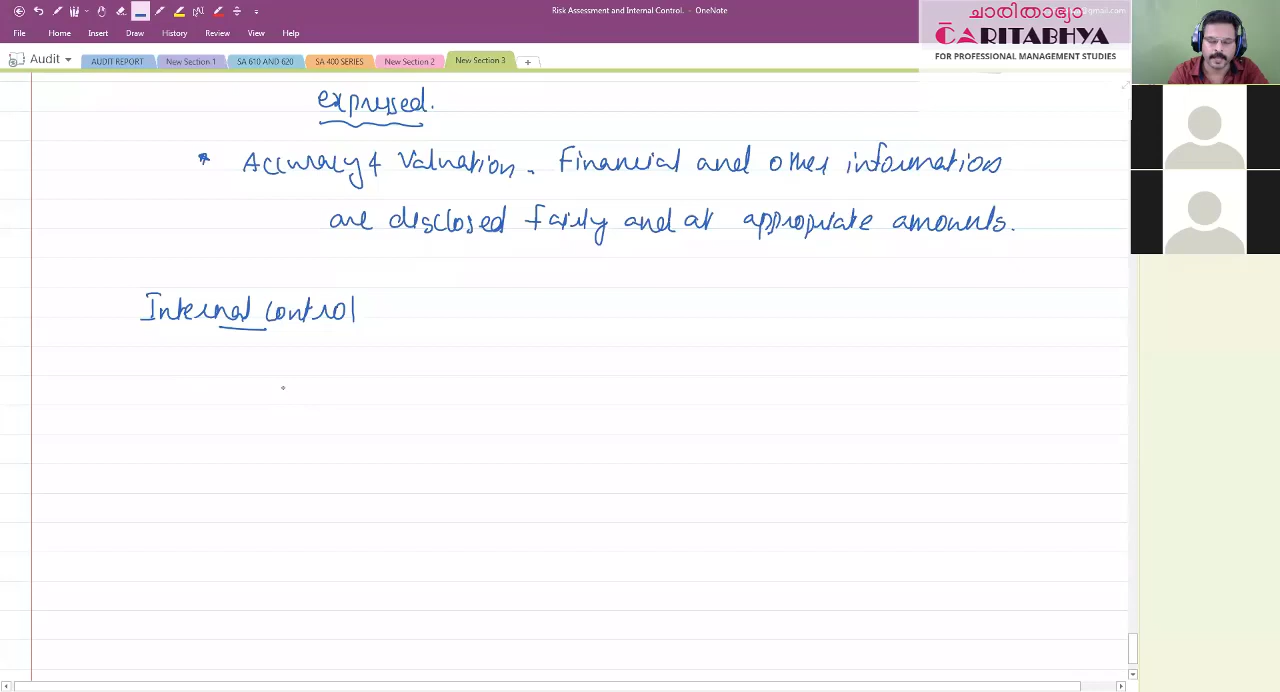 Risk Assessment and Internal Control. - OneNote
@gmail.com
ചാരിതാഭ്യാ
CARITABHYA
FOR PROFESSIONAL MANAGEMENT STUDIES
File Home Insert Draw History Review View Help
Audit AUDIT REPORT New Section 1 SA 610 AND 620 SA 400 SERIES New Section 2 New Section 3 +
expressed.
* Accuracy & Valuation. Financial and other information
are disclosed fairly and at appropriate amounts.
Internal control